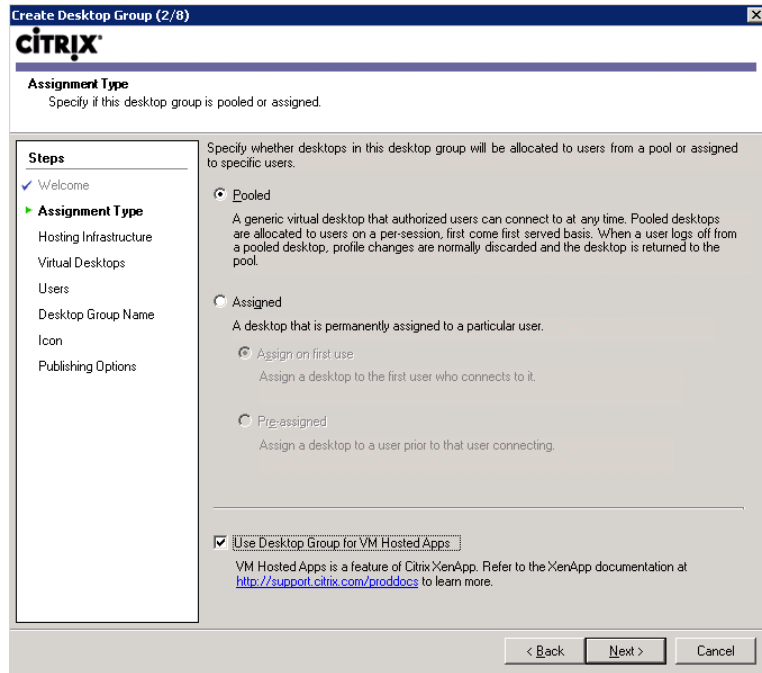 Create Desktop Group (2/8)
CİTRIX
Assignment Type
Specify if this desktop group is pooled or assigned.
Steps
Welcome
Assignment Type
Hosting Infrastructure
Virtual Desktops
Users
Desktop Group Name
Icon
Publishing Options
Specify whether desktops in this desktop group will be allocated to users from a pool or assigned
to specific users.
Pooled
A generic virtual desktop that authorized users can connect to at any time. Pooled desktops
are allocated to users on a per-session, first come first served basis. When a user logs off from
a pooled desktop, profile changes are normally discarded and the desktop is returned to the
pool.
Assigned
A desktop that is permanently assigned to a particular user.
Assign on first use
Assign a desktop to the first user who connects to it.
Pre-assigned
Assign a desktop to a user prior to that user connecting.
Use Desktop Group for VM Hosted Apps
VM Hosted Apps is a feature of Citrix XenApp. Refer to the XenApp documentation at
http://support.citrix.com/proddocs to learn more.
< Back
Next >
Cancel